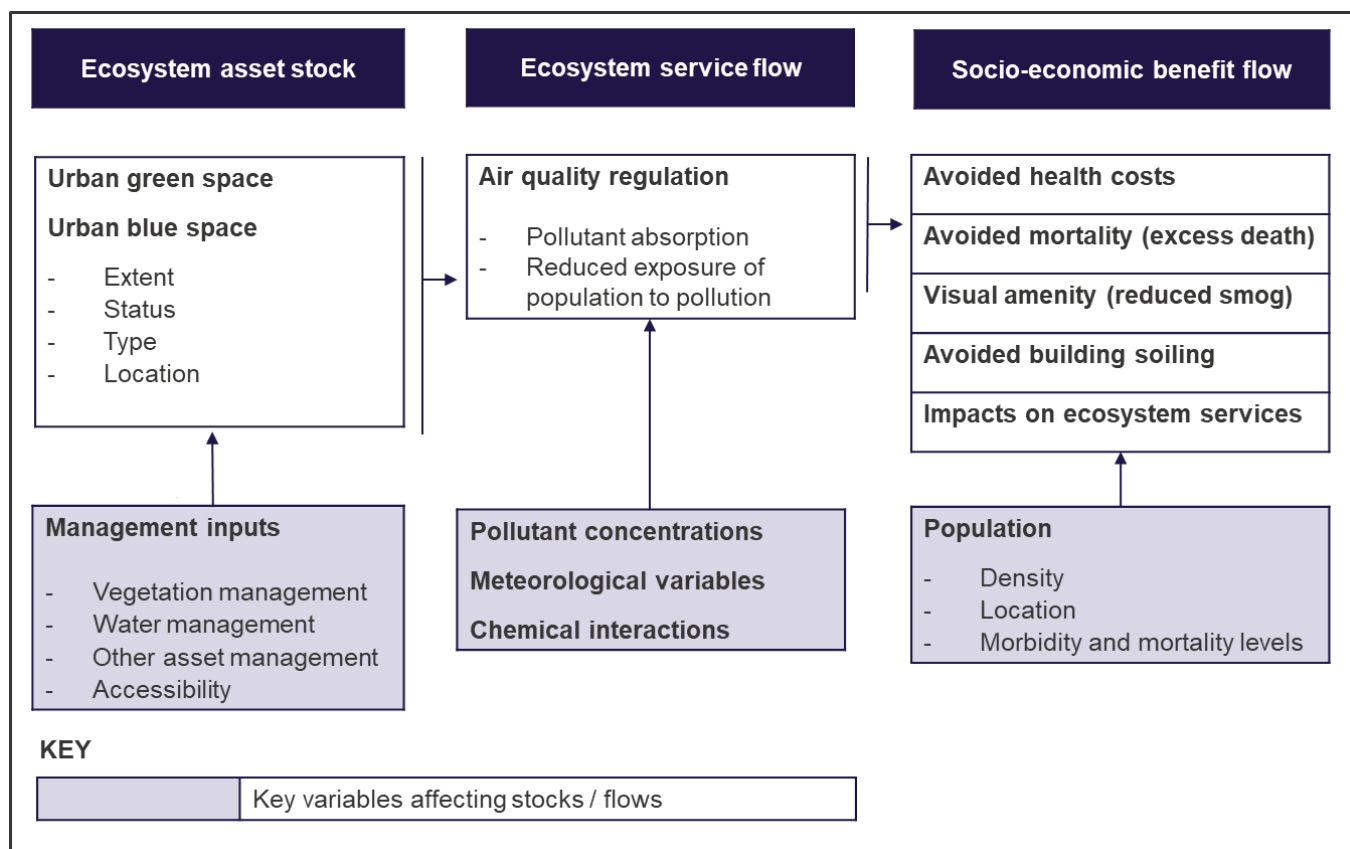 Ecosystem asset stock
Ecosystem service flow
Socio-economic benefit flow
Urban green space
Urban blue space
- Extent
- Status
- Type
- Location
Air quality regulation
- Pollutant absorption
- Reduced exposure of
population to pollution
Avoided health costs
Avoided mortality (excess death)
Visual amenity (reduced smog)
Avoided building soiling
Impacts on ecosystem services
Management inputs
- Vegetation management
- Water management
- Other asset management
- Accessibility
Pollutant concentrations
Meteorological variables
Chemical interactions
Population
- Density
- Location
- Morbidity and mortality levels
KEY
Key variables affecting stocks / flows